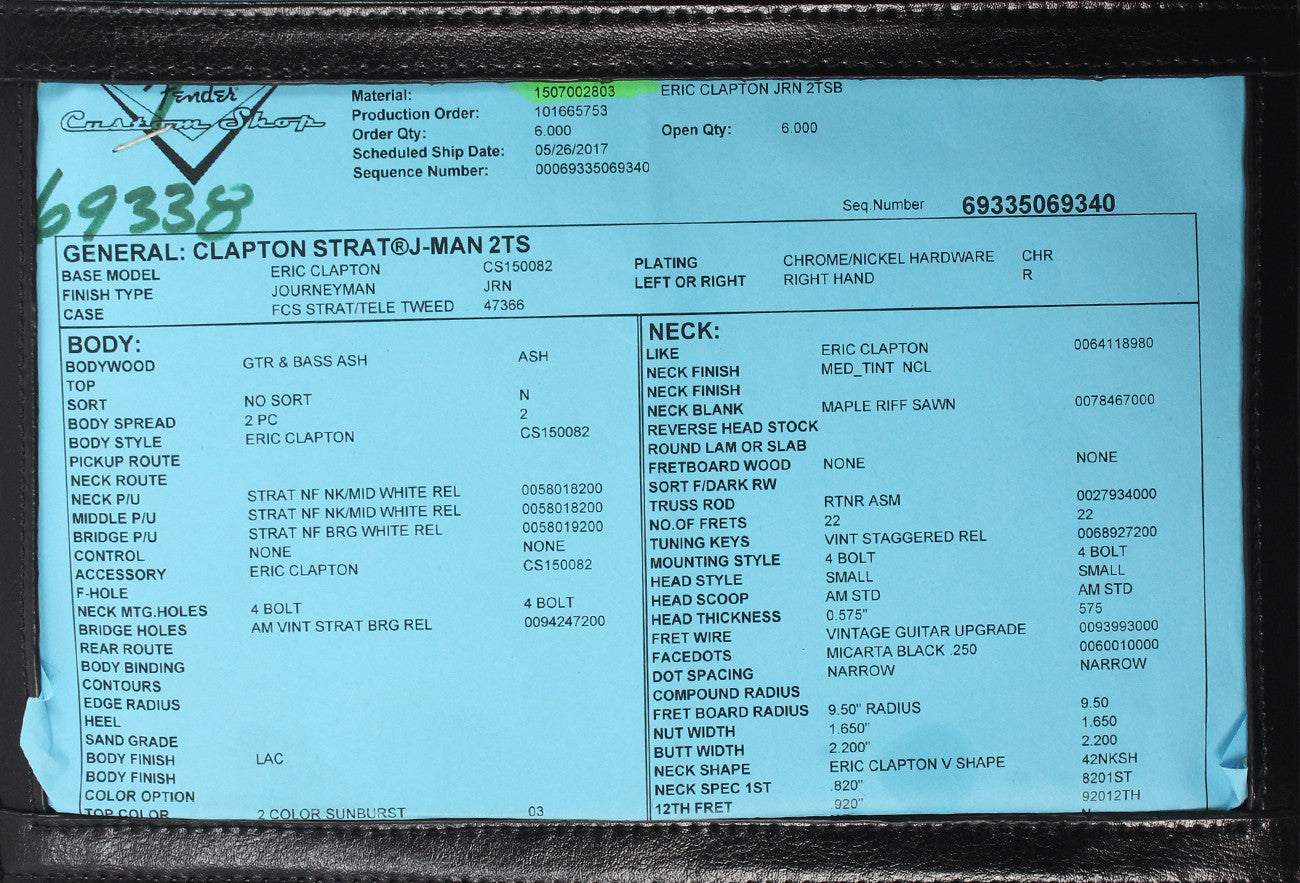 Fender
Custom Shop
69338
Material: 1507002803 ERIC CLAPTON JRN 2TSB
Production Order: 101665753
Order Qty: 6.000 Open Qty: 6.000
Scheduled Ship Date: 05/26/2017
Sequence Number: 00069335069340
Seq.Number 69335069340
GENERAL: CLAPTON STRAT®J-MAN 2TS
BASE MODEL ERIC CLAPTON CS150082 PLATING CHROME/NICKEL HARDWARE CHR
FINISH TYPE JOURNEYMAN JRN LEFT OR RIGHT RIGHT HAND R
CASE FCS STRAT/TELE TWEED 47366
BODY:
BODYWOOD GTR & BASS ASH ASH
TOP
SORT NO SORT N
BODY SPREAD 2 PC 2
BODY STYLE ERIC CLAPTON CS150082
PICKUP ROUTE
NECK ROUTE
NECK P/U STRAT NF NK/MID WHITE REL 0058018200
MIDDLE P/U STRAT NF NK/MID WHITE REL 0058018200
BRIDGE P/U STRAT NF BRG WHITE REL 0058019200
CONTROL NONE NONE
ACCESSORY ERIC CLAPTON CS150082
F-HOLE
NECK MTG.HOLES 4 BOLT 4 BOLT
BRIDGE HOLES AM VINT STRAT BRG REL 0094247200
REAR ROUTE
BODY BINDING
CONTOURS
EDGE RADIUS
HEEL
SAND GRADE
BODY FINISH LAC
BODY FINISH
COLOR OPTION
TOP COLOR 2 COLOR SUNBURST 03
NECK:
LIKE ERIC CLAPTON 0064118980
NECK FINISH MED_TINT NCL
NECK FINISH
NECK BLANK MAPLE RIFF SAWN 0078467000
REVERSE HEAD STOCK
ROUND LAM OR SLAB
FRETBOARD WOOD NONE NONE
SORT F/DARK RW
TRUSS ROD RTNR ASM 0027934000
NO.OF FRETS 22 22
TUNING KEYS VINT STAGGERED REL 0068927200
MOUNTING STYLE 4 BOLT 4 BOLT
HEAD STYLE SMALL SMALL
HEAD SCOOP AM STD AM STD
HEAD THICKNESS 0.575" 575
FRET WIRE VINTAGE GUITAR UPGRADE 0093993000
FACEDOTS MICARTA BLACK .250 0060010000
DOT SPACING NARROW NARROW
COMPOUND RADIUS
FRET BOARD RADIUS 9.50" RADIUS 9.50
NUT WIDTH 1.650" 1.650
BUTT WIDTH 2.200" 2.200
NECK SHAPE ERIC CLAPTON V SHAPE 42NKSH
NECK SPEC 1ST .820" 8201ST
12TH FRET .920" 92012TH